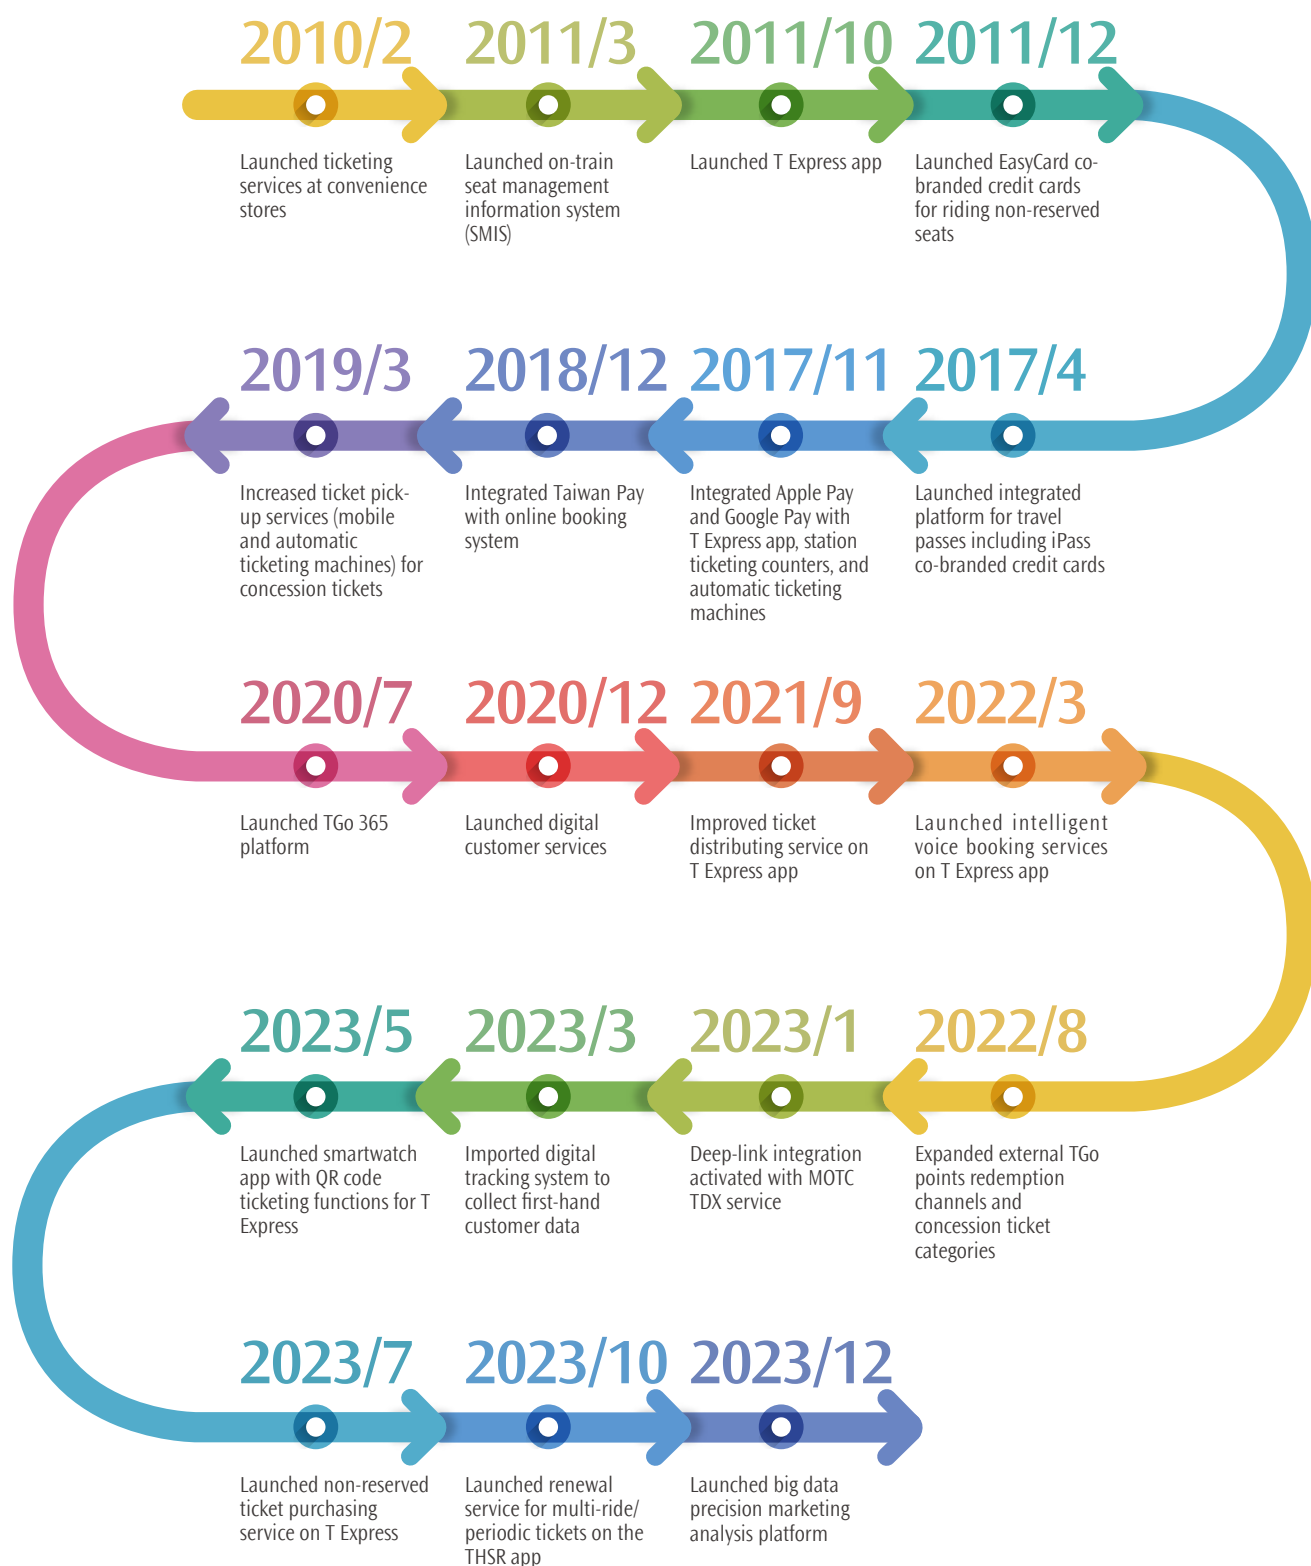 2010/2
Launched ticketing
services at convenience
stores
2011/3
Launched on-train
seat management
information system
(SMIS)
2011/10
Launched T Express app
2011/12
Launched EasyCard co-
branded credit cards
for riding non-reserved
seats
2017/4
Launched integrated
platform for travel
passes including iPass
co-branded credit cards
2017/11
Integrated Apple Pay
and Google Pay with
T Express app, station
ticketing counters, and
automatic ticketing
machines
2018/12
Integrated Taiwan Pay
with online booking
system
2019/3
Increased ticket pick-
up services (mobile
and automatic
ticketing machines) for
concession tickets
2020/7
Launched TGo 365
platform
2020/12
Launched digital
customer services
2021/9
Improved ticket
distributing service on
T Express app
2022/3
Launched intelligent
voice booking services
on T Express app
2022/8
Expanded external TGo
points redemption
channels and
concession ticket
categories
2023/1
Deep-link integration
activated with MOTC
TDX service
2023/3
Imported digital
tracking system to
collect first-hand
customer data
2023/5
Launched smartwatch
app with QR code
ticketing functions for T
Express
2023/7
Launched non-reserved
ticket purchasing
service on T Express
2023/10
Launched renewal
service for multi-ride/
periodic tickets on the
THSR app
2023/12
Launched big data
precision marketing
analysis platform